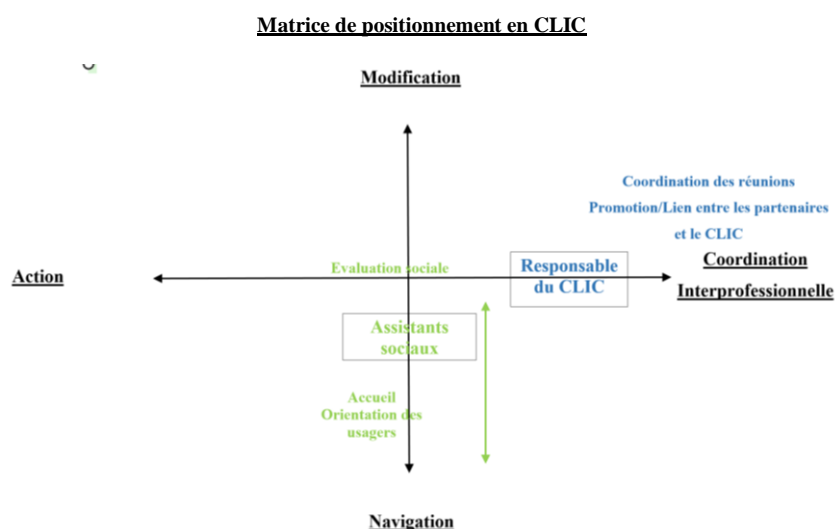 Matrice de positionnement en CLIC
Modification
Coordination des réunions
Promotion/Lien entre les partenaires
et le CLIC
Coordination
Interprofessionnelle
Action
Evaluation sociale
Responsable
du CLIC
Assistants
sociaux
Accueil
Orientation des
usagers
Navigation